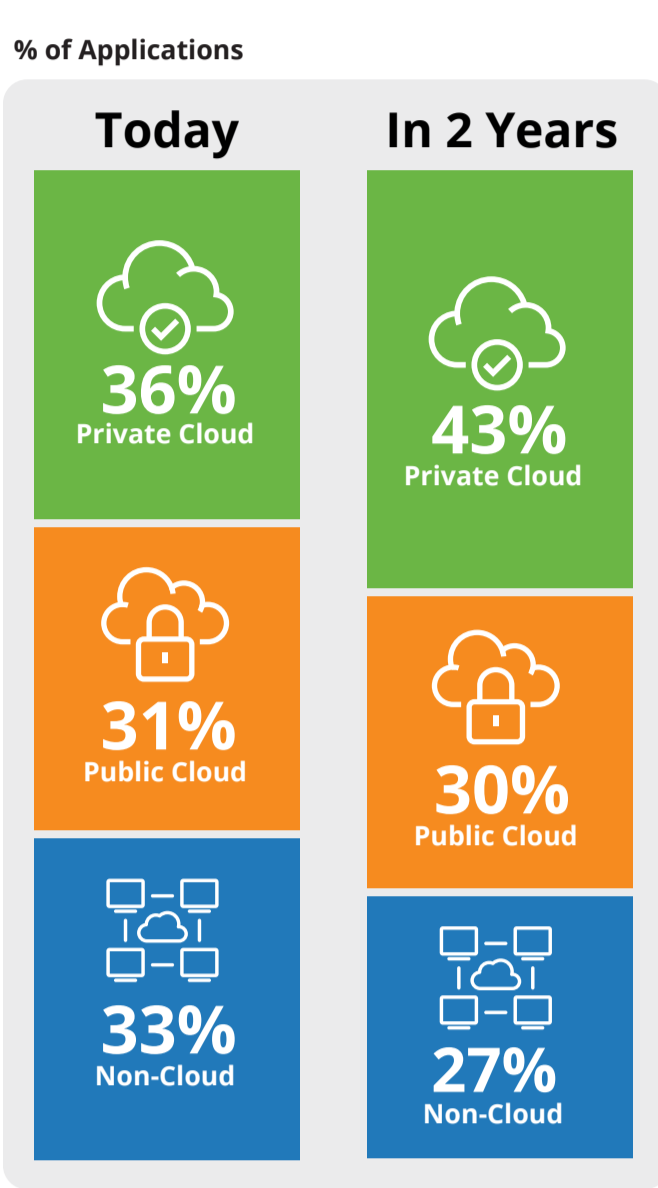 % of Applications
Today
36%
Private Cloud
31%
Public Cloud
33%
Non-Cloud
In 2 Years
43%
Private Cloud
30%
Public Cloud
27%
Non-Cloud